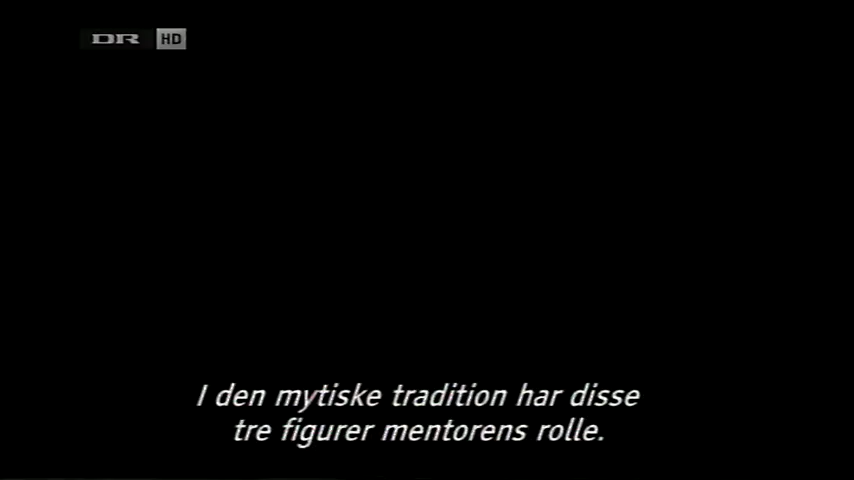 DR HD
I den mytiske tradition har disse
tre figurer mentorens rolle.